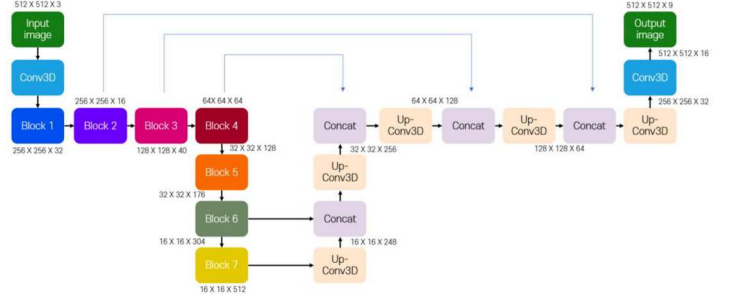 512 X 512 X 3
Input
image
Conv3D
Block 1
256 X 256 X 32
256 X 256 X 16
Block 2
Block 3
128 X 128 X 40
64X 64 X 64
Block 4
32 X 32 X 128
Block 5
32 X 32 X 176
Block 6
16 X 16 X 304
Block 7
16 X 16 X 512
Up-
Conv3D
16 X 16 X 248
Concat
Up-
Conv3D
32 X 32 X 256
Concat
Up-
Conv3D
64 X 64 X 128
Concat
Up-
Conv3D
128 X 128 X 64
Concat
Up-
Conv3D
256 X 256 X 32
Conv3D
512 X 512 X 16
Output
image
512 X 512 X 9